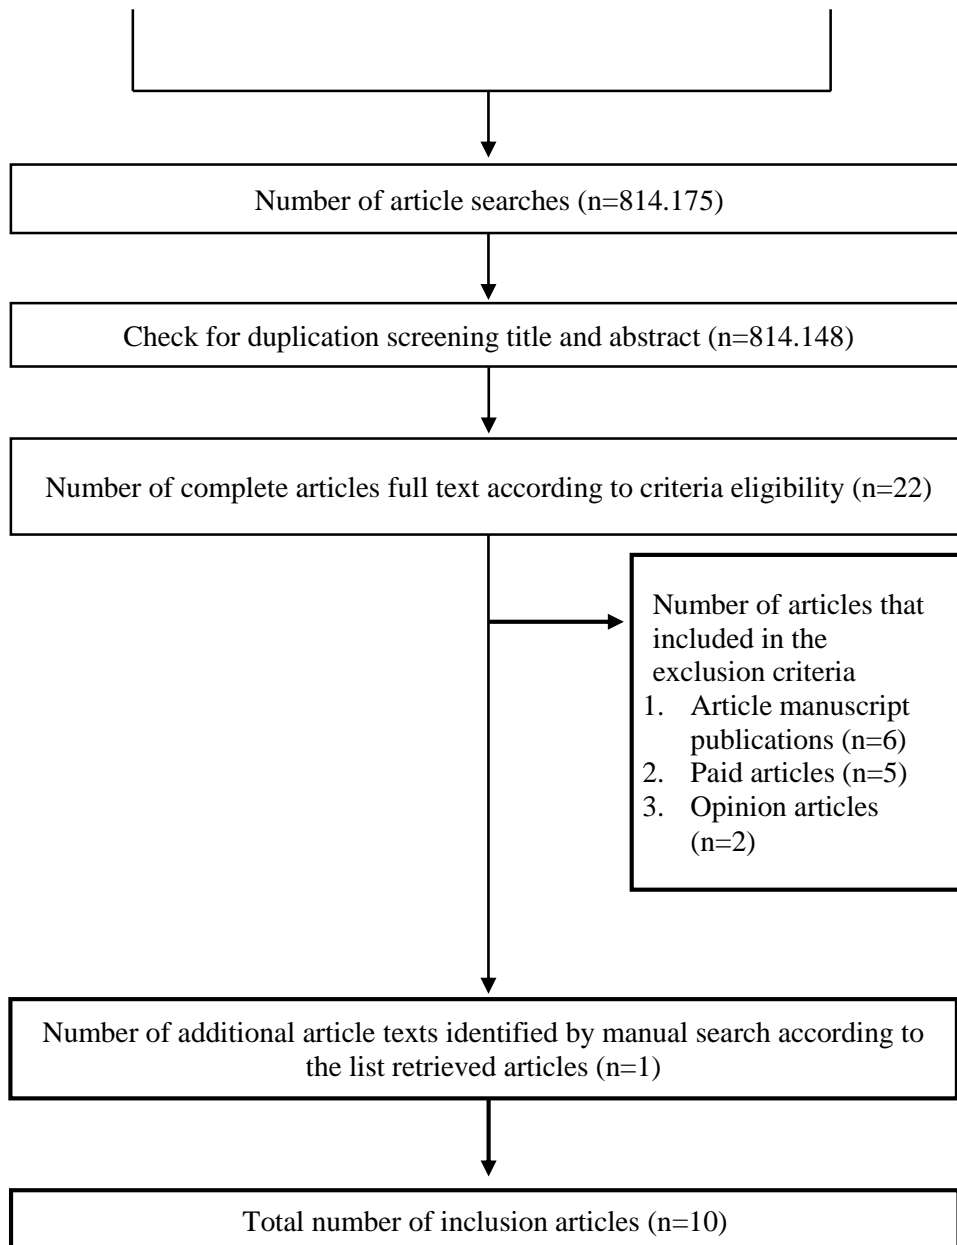 Number of article searches (n=814.175)
Check for duplication screening title and abstract (n=814.148)
Number of complete articles full text according to criteria eligibility (n=22)
Number of articles that
included in the
exclusion criteria
1. Article manuscript
publications (n=6)
2. Paid articles (n=5)
3. Opinion articles
(n=2)
Number of additional article texts identified by manual search according to
the list retrieved articles (n=1)
Total number of inclusion articles (n=10)